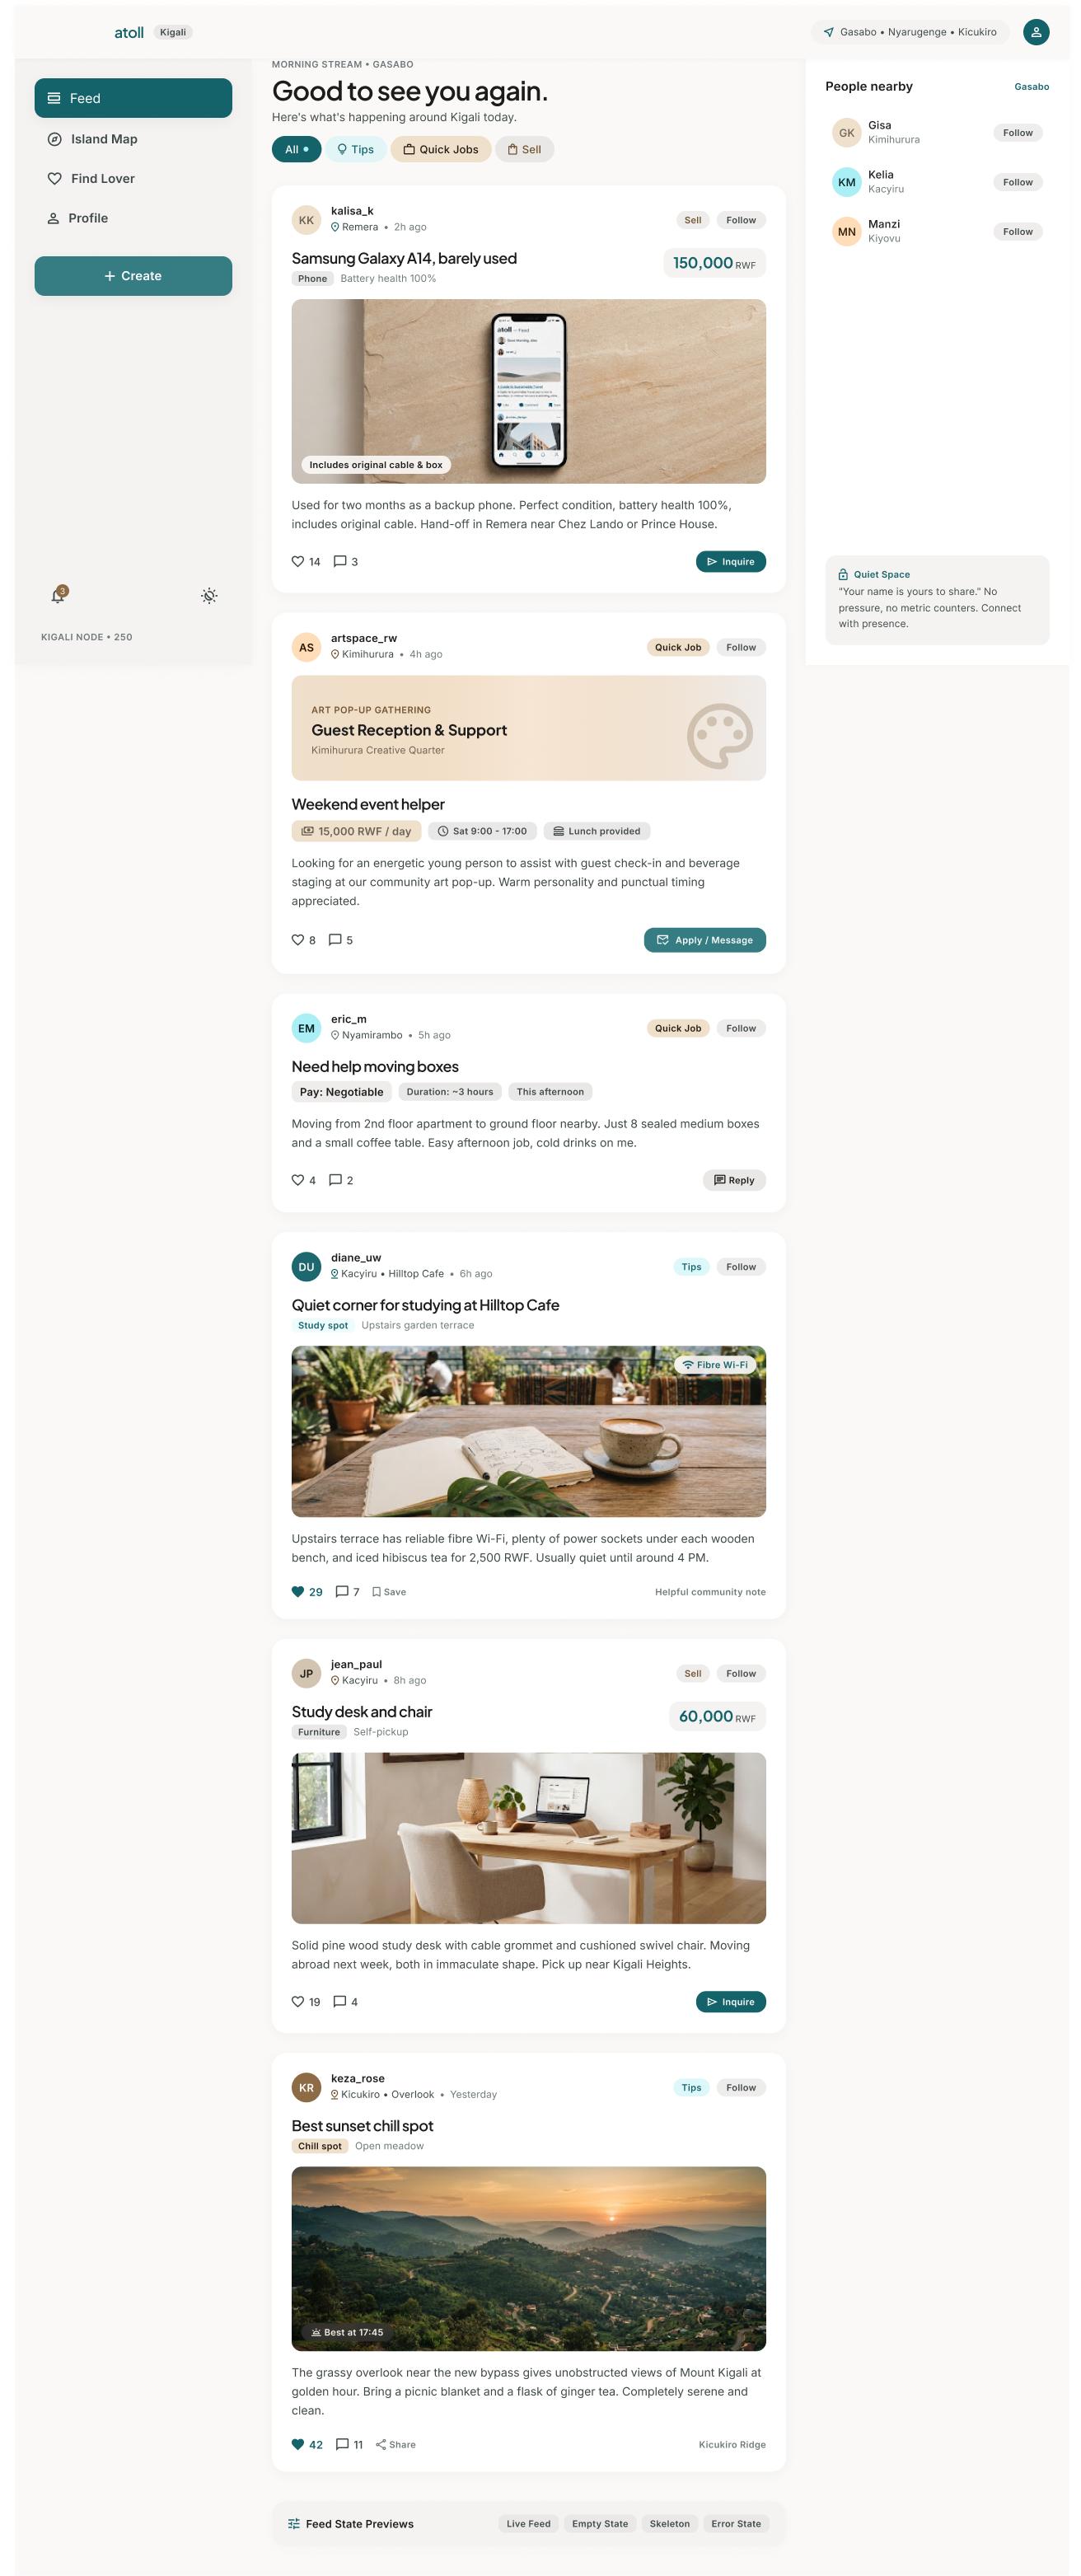 atoll
Kigali
Gasabo • Nyarugenge • Kicukiro
Feed
Island Map
Find Lover
Profile
+ Create
3
KIGALI NODE • 250
MORNING STREAM • GASABO
Good to see you again.
Here's what's happening around Kigali today.
All •
Tips
Quick Jobs
Sell
KK
kalisa_k
Remera • 2h ago
Sell
Follow
Samsung Galaxy A14, barely used
150,000 RWF
Phone
Battery health 100%
Includes original cable & box
Used for two months as a backup phone. Perfect condition, battery health 100%,
includes original cable. Hand-off in Remera near Chez Lando or Prince House.
14
3
Inquire
AS
artspace_rw
Kimihurura • 4h ago
Quick Job
Follow
ART POP-UP GATHERING
Guest Reception & Support
Kimihurura Creative Quarter
Weekend event helper
15,000 RWF / day
Sat 9:00 - 17:00
Lunch provided
Looking for an energetic young person to assist with guest check-in and beverage
staging at our community art pop-up. Warm personality and punctual timing
appreciated.
8
5
Apply / Message
EM
eric_m
Nyamirambo • 5h ago
Quick Job
Follow
Need help moving boxes
Pay: Negotiable
Duration: ~3 hours
This afternoon
Moving from 2nd floor apartment to ground floor nearby. Just 8 sealed medium boxes
and a small coffee table. Easy afternoon job, cold drinks on me.
4
2
Reply
DU
diane_uw
Kacyiru • Hilltop Cafe • 6h ago
Tips
Follow
Quiet corner for studying at Hilltop Cafe
Study spot
Upstairs garden terrace
Fibre Wi-Fi
Upstairs terrace has reliable fibre Wi-Fi, plenty of power sockets under each wooden
bench, and iced hibiscus tea for 2,500 RWF. Usually quiet until around 4 PM.
29
7
Save
Helpful community note
JP
jean_paul
Kacyiru • 8h ago
Sell
Follow
Study desk and chair
60,000 RWF
Furniture
Self-pickup
Solid pine wood study desk with cable grommet and cushioned swivel chair. Moving
abroad next week, both in immaculate shape. Pick up near Kigali Heights.
19
4
Inquire
KR
keza_rose
Kicukiro • Overlook • Yesterday
Tips
Follow
Best sunset chill spot
Chill spot
Open meadow
Best at 17:45
The grassy overlook near the new bypass gives unobstructed views of Mount Kigali at
golden hour. Bring a picnic blanket and a flask of ginger tea. Completely serene and
clean.
42
11
Share
Kicukiro Ridge
Feed State Previews
Live Feed
Empty State
Skeleton
Error State
People nearby
Gasabo
GK
Gisa
Kimihurura
Follow
KM
Kelia
Kacyiru
Follow
MN
Manzi
Kiyovu
Follow
Quiet Space
"Your name is yours to share." No
pressure, no metric counters. Connect
with presence.